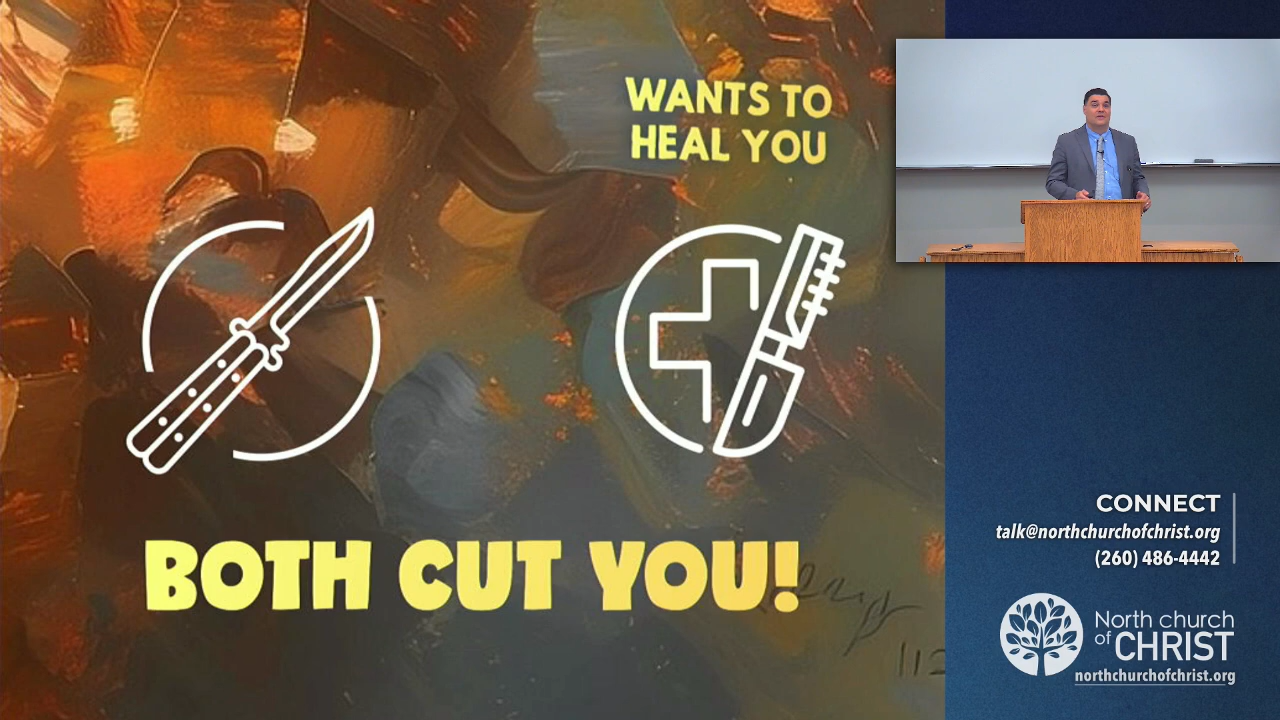 WANTS TO
HEAL YOU
BOTH CUT YOU!
112
CONNECT
talk@northchurchofchrist.org
(260) 486-4442
North church
of CHRIST
northchurchofchrist.org